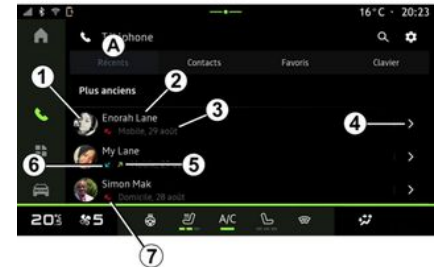 16°C · 20:23
A
Téléphone
Récents Contacts Favoris Clavier
Plus anciens
1
2
Enorah Lane
3
Mobile, 29 août
4
My Lane
6
5
Simon Mak
Domicile, 28 août
20°5 5 A/C
7